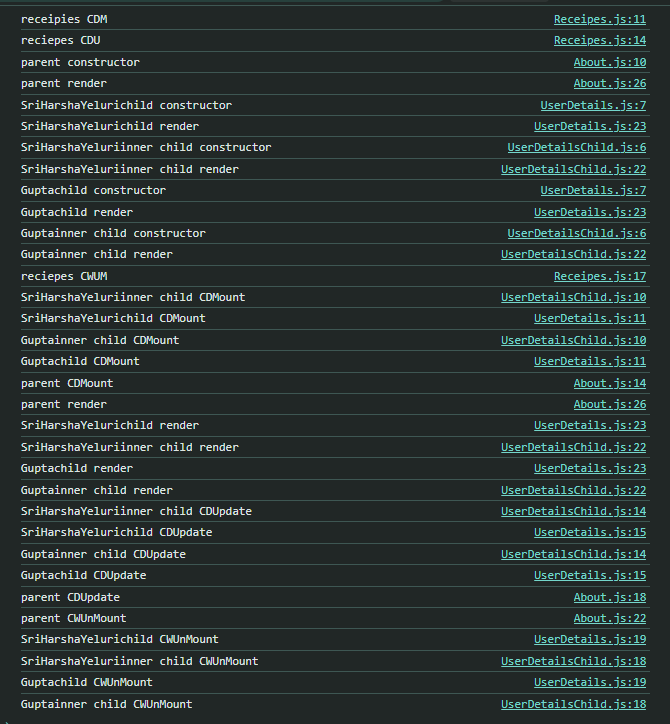 receipies CDM Receipes.js:11
reciepes CDU Receipes.js:14
parent constructor About.js:10
parent render About.js:26
SriHarshaYelurichild constructor UserDetails.js:7
SriHarshaYelurichild render UserDetails.js:23
SriHarshaYeluriinner child constructor UserDetailsChild.js:6
SriHarshaYeluriinner child render UserDetailsChild.js:22
Guptachild constructor UserDetails.js:7
Guptachild render UserDetails.js:23
Guptainner child constructor UserDetailsChild.js:6
Guptainner child render UserDetailsChild.js:22
reciepes CWUM Receipes.js:17
SriHarshaYeluriinner child CDMount UserDetailsChild.js:10
SriHarshaYelurichild CDMount UserDetails.js:11
Guptainner child CDMount UserDetailsChild.js:10
Guptachild CDMount UserDetails.js:11
parent CDMount About.js:14
parent render About.js:26
SriHarshaYelurichild render UserDetails.js:23
SriHarshaYeluriinner child render UserDetailsChild.js:22
Guptachild render UserDetails.js:23
Guptainner child render UserDetailsChild.js:22
SriHarshaYeluriinner child CDUpdate UserDetailsChild.js:14
SriHarshaYelurichild CDUpdate UserDetails.js:15
Guptainner child CDUpdate UserDetailsChild.js:14
Guptachild CDUpdate UserDetails.js:15
parent CDUpdate About.js:18
parent CWUnMount About.js:22
SriHarshaYelurichild CWUnMount UserDetails.js:19
SriHarshaYeluriinner child CWUnMount UserDetailsChild.js:18
Guptachild CWUnMount UserDetails.js:19
Guptainner child CWUnMount UserDetailsChild.js:18